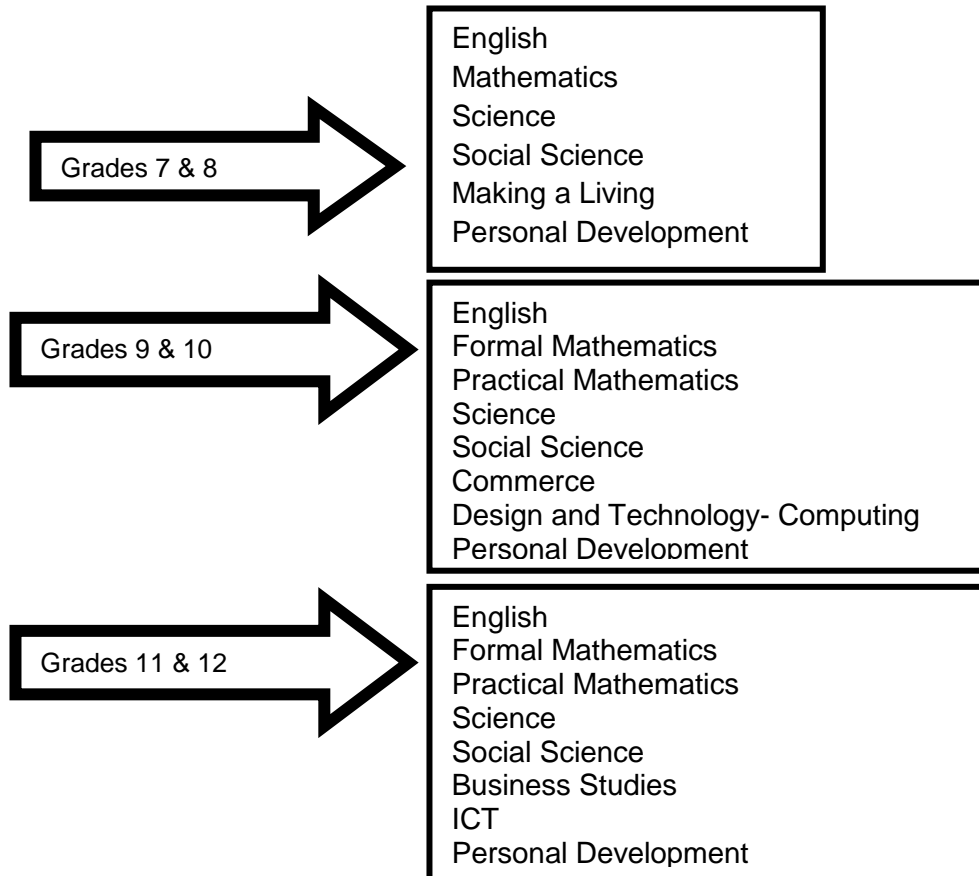 Grades 7 & 8
English
Mathematics
Science
Social Science
Making a Living
Personal Development
Grades 9 & 10
English
Formal Mathematics
Practical Mathematics
Science
Social Science
Commerce
Design and Technology- Computing
Personal Development
Grades 11 & 12
English
Formal Mathematics
Practical Mathematics
Science
Social Science
Business Studies
ICT
Personal Development